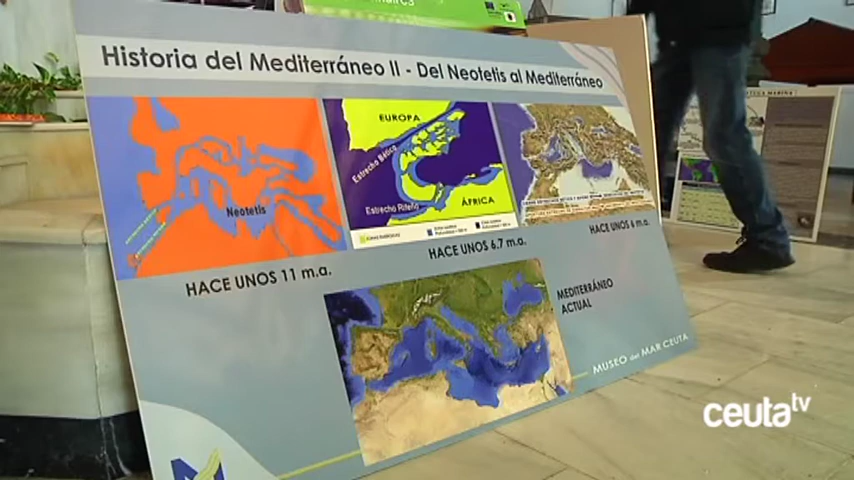 Historia del Mediterráneo II - Del Neotetis al Mediterráneo
Neotetis
HACE UNOS 11 m.a.
EUROPA
Estrecho Bético
Estrecho Rifeño
ÁFRICA
HACE UNOS 6.7 m.a.
HACE UNOS 6 m.a.
MEDITERRÁNEO
ACTUAL
MUSEO del MAR CEUTA
ceuta tv